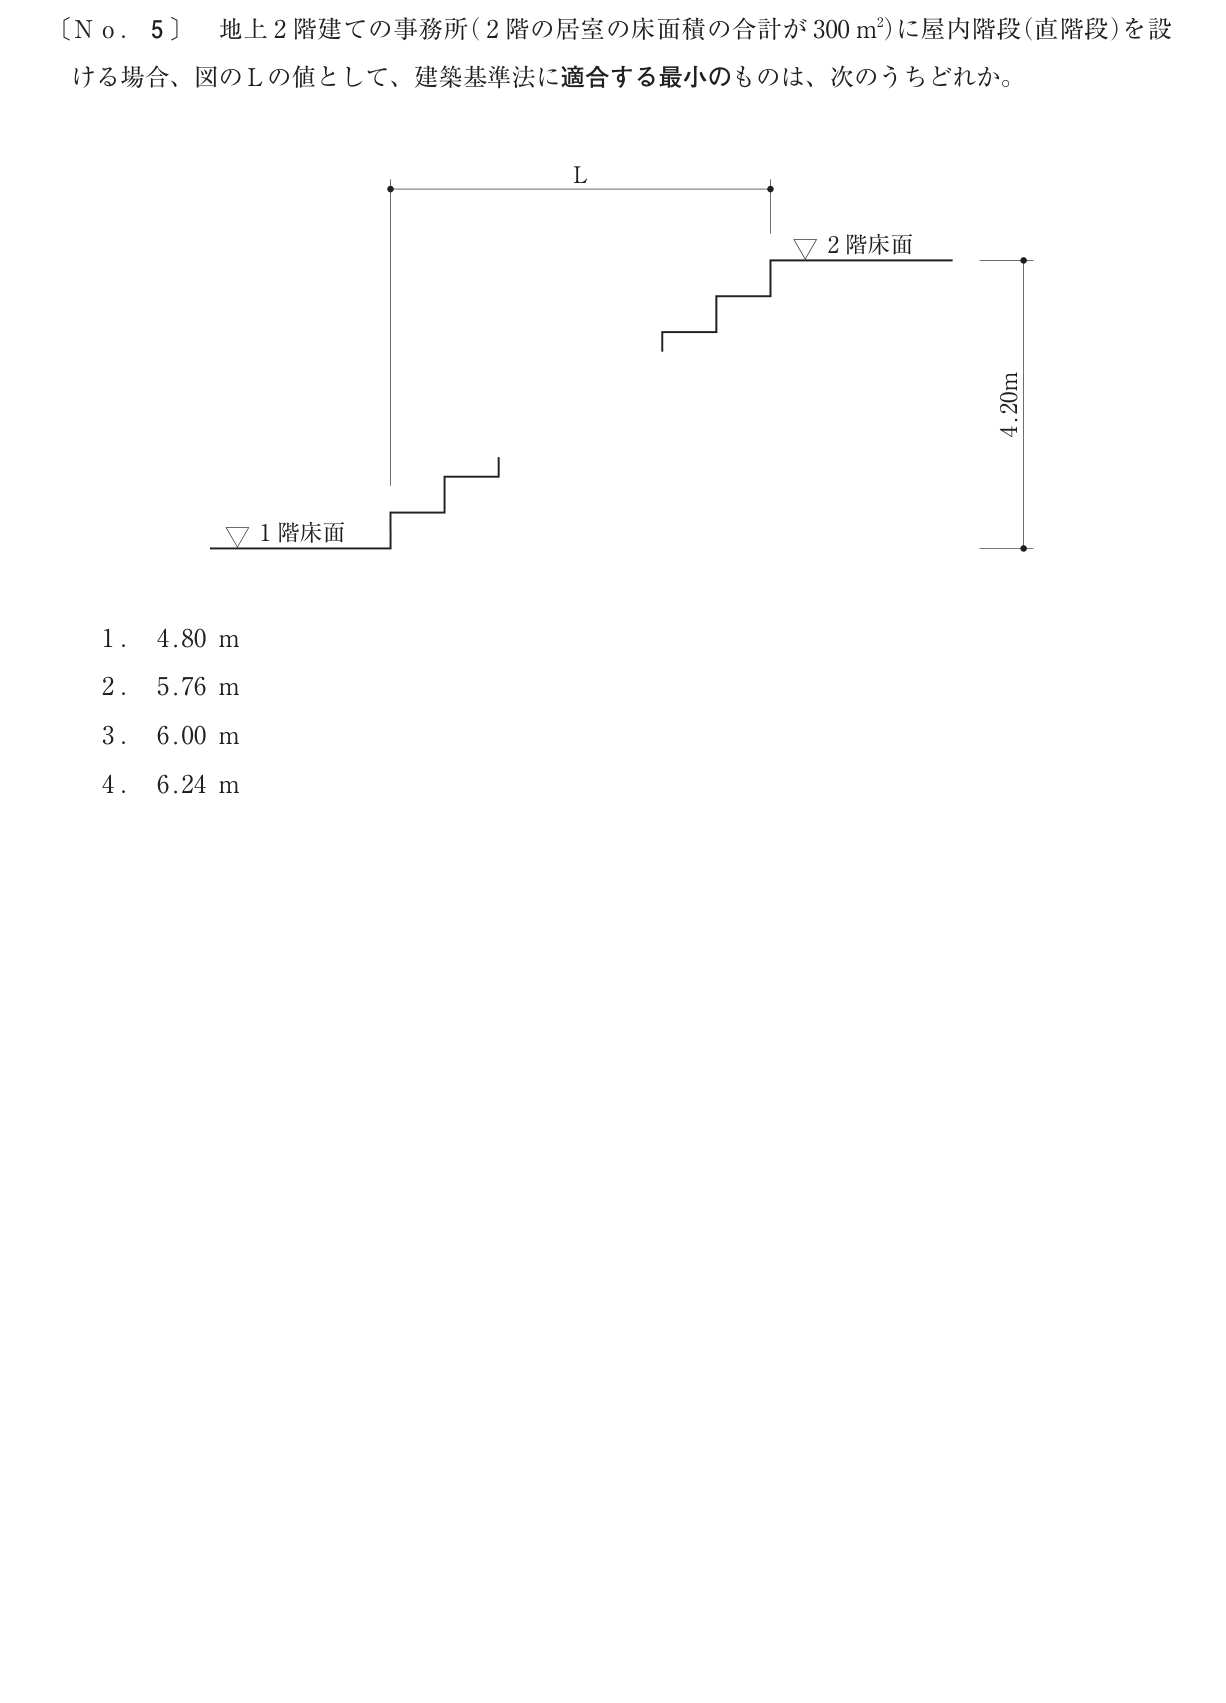 〔Ｎｏ．５〕　地上２階建ての事務所(２階の居室の床面積の合計が300 m²)に屋内階段(直階段)を設
ける場合、図のＬの値として、建築基準法に適合する最小のものは、次のうちどれか。
L
▽ ２階床面
4.20m
▽ １階床面
１．　4.80 m
２．　5.76 m
３．　6.00 m
４．　6.24 m